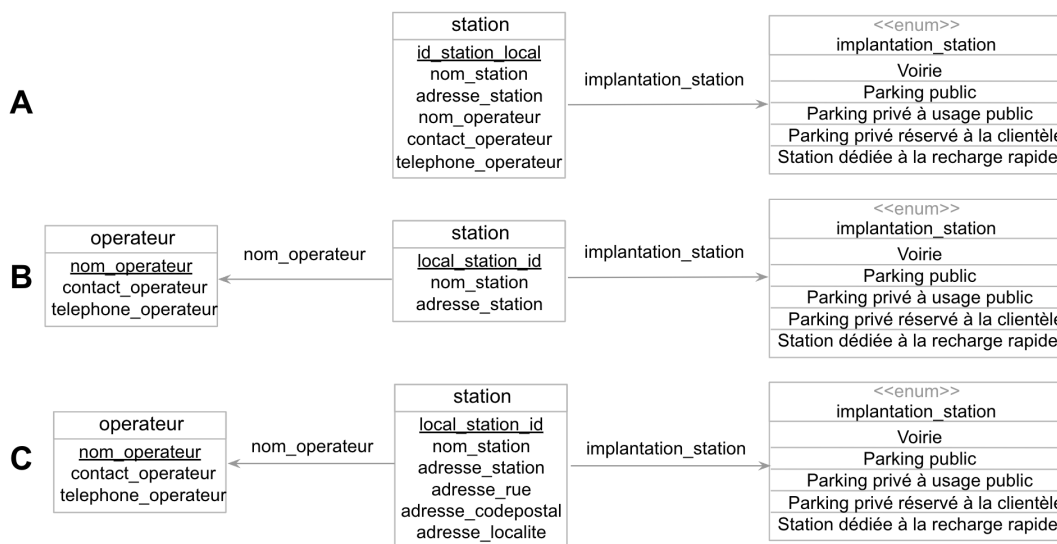 A
station
id_station_local
nom_station
adresse_station
nom_operateur
contact_operateur
telephone_operateur
implantation_station
<<enum>>
implantation_station
Voirie
Parking public
Parking privé à usage public
Parking privé réservé à la clientèle
Station dédiée à la recharge rapide
B
operateur
nom_operateur
contact_operateur
telephone_operateur
nom_operateur
station
local_station_id
nom_station
adresse_station
implantation_station
<<enum>>
implantation_station
Voirie
Parking public
Parking privé à usage public
Parking privé réservé à la clientèle
Station dédiée à la recharge rapide
C
operateur
nom_operateur
contact_operateur
telephone_operateur
nom_operateur
station
local_station_id
nom_station
adresse_station
adresse_rue
adresse_codepostal
adresse_localite
implantation_station
<<enum>>
implantation_station
Voirie
Parking public
Parking privé à usage public
Parking privé réservé à la clientèle
Station dédiée à la recharge rapide